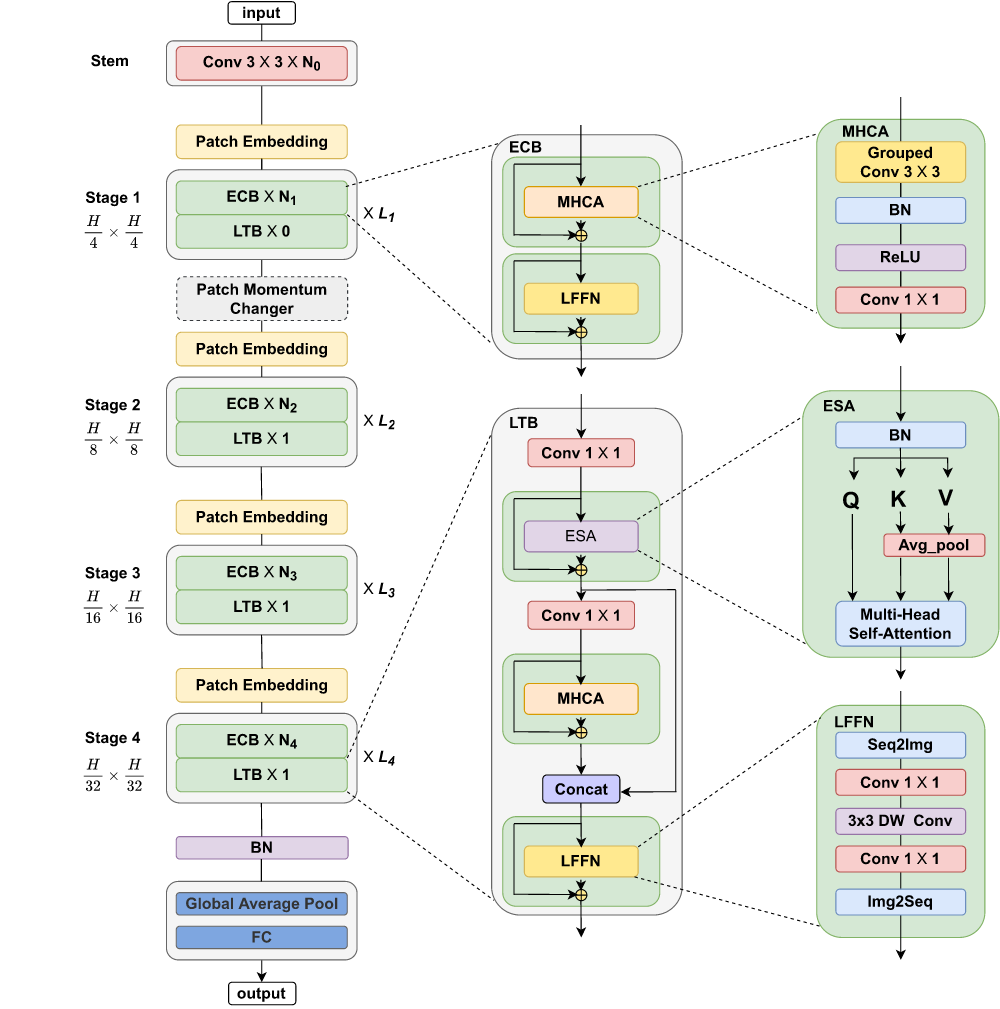 input
Stem
Conv 3 X 3 X N0
Patch Embedding
Stage 1
H/4 × H/4
ECB X N1
LTB X 0
X L1
Patch Momentum
Changer
Patch Embedding
Stage 2
H/8 × H/8
ECB X N2
LTB X 1
X L2
Patch Embedding
Stage 3
H/16 × H/16
ECB X N3
LTB X 1
X L3
Patch Embedding
Stage 4
H/32 × H/32
ECB X N4
LTB X 1
X L4
BN
Global Average Pool
FC
output
ECB
MHCA
LFFN
LTB
Conv 1 X 1
ESA
Conv 1 X 1
MHCA
Concat
LFFN
MHCA
Grouped
Conv 3 X 3
BN
ReLU
Conv 1 X 1
ESA
BN
Q K V
Avg_pool
Multi-Head
Self-Attention
LFFN
Seq2Img
Conv 1 X 1
3x3 DW Conv
Conv 1 X 1
Img2Seq